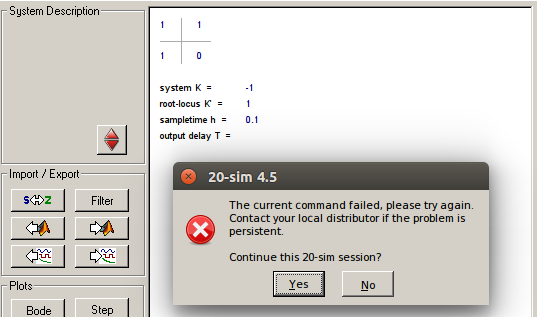 System Description
1 1
1 0
system K = -1
root-locus K' = 1
sampletime h = 0.1
output delay T =
Import / Export
S Z Filter
Plots
Bode Step
20-sim 4.5
The current command failed, please try again.
Contact your local distributor if the problem is
persistent.
Continue this 20-sim session?
Yes No